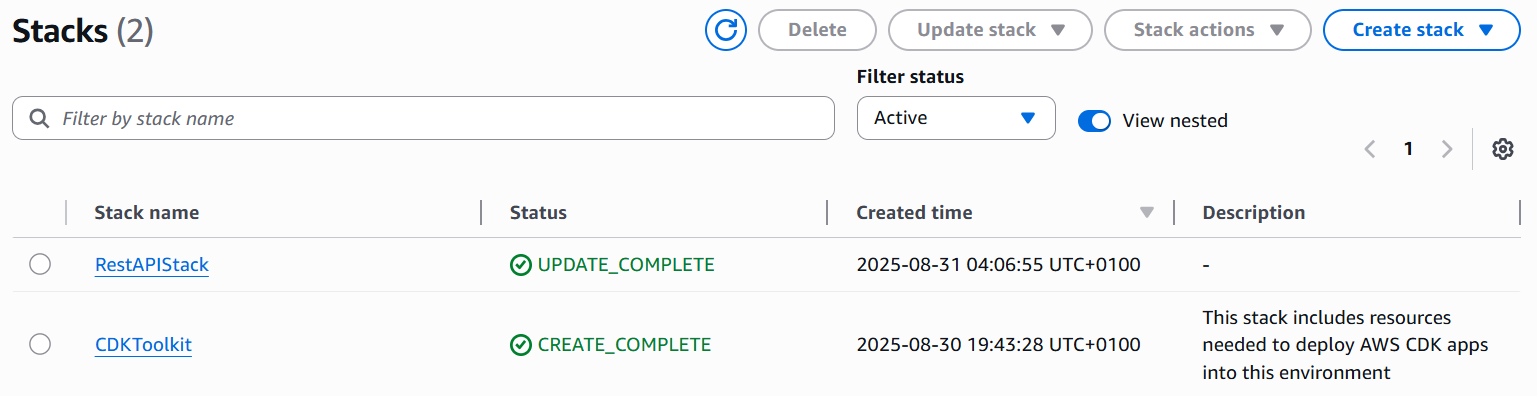 Stacks (2)
Delete
Update stack
Stack actions
Create stack
Filter status
Filter by stack name
Active
View nested
1
Stack name
Status
Created time
Description
RestAPIStack
UPDATE_COMPLETE
2025-08-31 04:06:55 UTC+0100
-
CDKToolkit
CREATE_COMPLETE
2025-08-30 19:43:28 UTC+0100
This stack includes resources
needed to deploy AWS CDK apps
into this environment